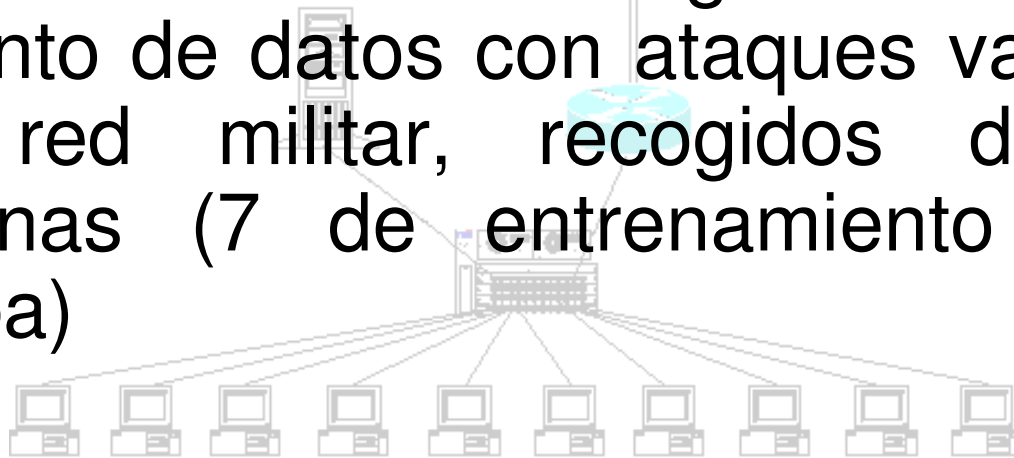 nto de datos con ataques va
red militar, recogidos d
nas (7 de entrenamiento
a)